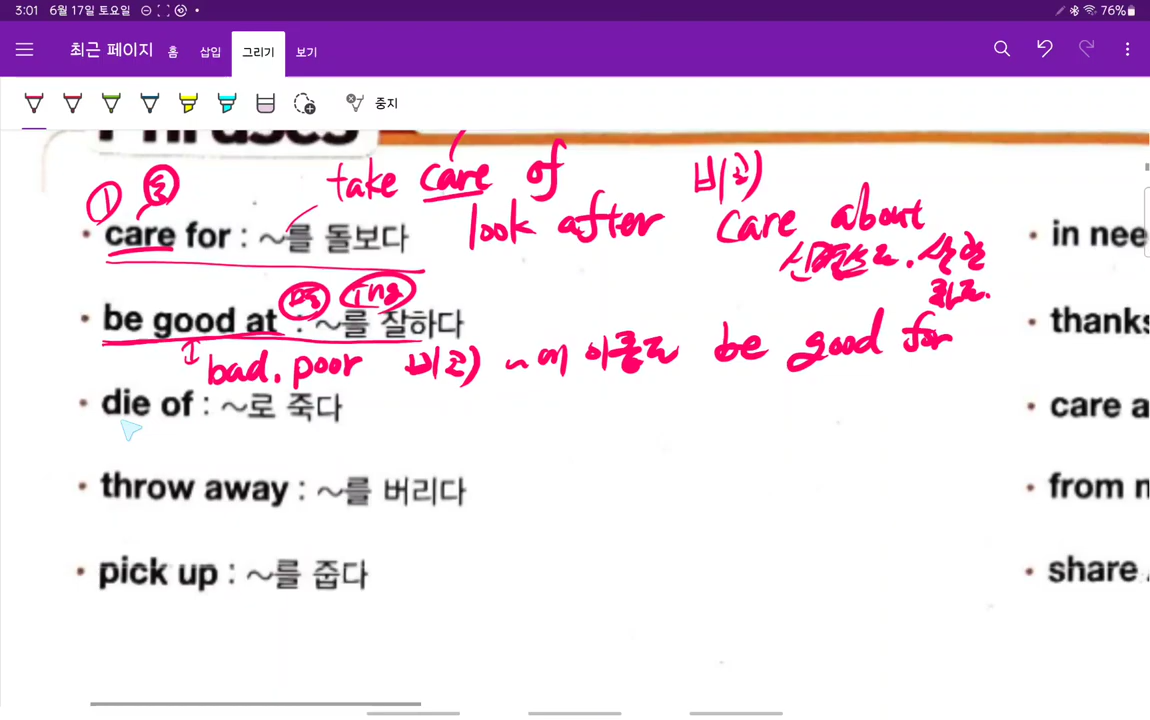 3:01 6월 17일 토요일
76%
최근 페이지 홈 삽입 그리기 보기
중지
Phrases
take care of 비교)
① 동
look after care about
• care for : ~를 돌보다
• in nee
신경쓰다.
명 ing
• be good at : ~를 잘하다
• thanks
bad. poor 비교) ~에 이롭다 be good for
• die of : ~로 죽다
• care a
• throw away : ~를 버리다
• from n
• pick up : ~를 줍다
• share